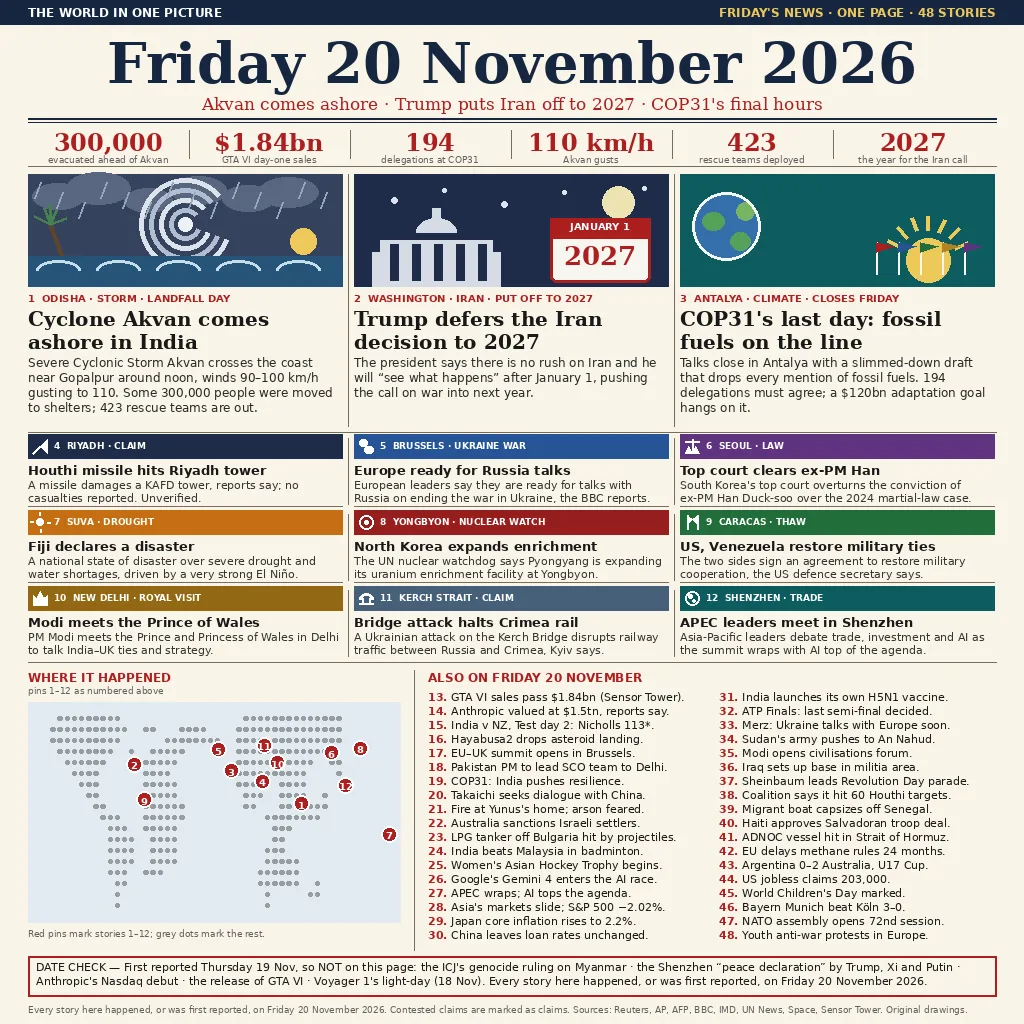 THE WORLD IN ONE PICTURE
FRIDAY'S NEWS · ONE PAGE · 48 STORIES
Friday 20 November 2026
Akvan comes ashore · Trump puts Iran off to 2027 · COP31's final hours
300,000
evacuated ahead of Akvan
$1.84bn
GTA VI day-one sales
194
delegations at COP31
110 km/h
Akvan gusts
423
rescue teams deployed
2027
the year for the Iran call
JANUARY 1
2027
1 ODISHA · STORM · LANDFALL DAY
Cyclone Akvan comes
ashore in India
Severe Cyclonic Storm Akvan crosses the coast
near Gopalpur around noon, winds 90–100 km/h
gusting to 110. Some 300,000 people were moved
to shelters; 423 rescue teams are out.
2 WASHINGTON · IRAN · PUT OFF TO 2027
Trump defers the Iran
decision to 2027
The president says there is no rush on Iran and he
will “see what happens” after January 1, pushing
the call on war into next year.
3 ANTALYA · CLIMATE · CLOSES FRIDAY
COP31's last day: fossil
fuels on the line
Talks close in Antalya with a slimmed-down draft
that drops every mention of fossil fuels. 194
delegations must agree; a $120bn adaptation goal
hangs on it.
4 RIYADH · CLAIM
Houthi missile hits Riyadh tower
A missile damages a KAFD tower, reports say; no
casualties reported. Unverified.
5 BRUSSELS · UKRAINE WAR
Europe ready for Russia talks
European leaders say they are ready for talks with
Russia on ending the war in Ukraine, the BBC reports.
6 SEOUL · LAW
Top court clears ex-PM Han
South Korea's top court overturns the conviction of
ex-PM Han Duck-soo over the 2024 martial-law case.
7 SUVA · DROUGHT
Fiji declares a disaster
A national state of disaster over severe drought and
water shortages, driven by a very strong El Niño.
8 YONGBYON · NUCLEAR WATCH
North Korea expands enrichment
The UN nuclear watchdog says Pyongyang is expanding
its uranium enrichment facility at Yongbyon.
9 CARACAS · THAW
US, Venezuela restore military ties
The two sides sign an agreement to restore military
cooperation, the US defence secretary says.
10 NEW DELHI · ROYAL VISIT
Modi meets the Prince of Wales
PM Modi meets the Prince and Princess of Wales in Delhi
to talk India–UK ties and strategy.
11 KERCH STRAIT · CLAIM
Bridge attack halts Crimea rail
A Ukrainian attack on the Kerch Bridge disrupts railway
traffic between Russia and Crimea, Kyiv says.
12 SHENZHEN · TRADE
APEC leaders meet in Shenzhen
Asia-Pacific leaders debate trade, investment and AI as
the summit wraps with AI top of the agenda.
WHERE IT HAPPENED
pins 1–12 as numbered above
5
11
6
8
2
10
3
4
12
9
1
7
Red pins mark stories 1–12; grey dots mark the rest.
ALSO ON FRIDAY 20 NOVEMBER
13. GTA VI sales pass $1.84bn (Sensor Tower).
14. Anthropic valued at $1.5tn, reports say.
15. India v NZ, Test day 2: Nicholls 113*.
16. Hayabusa2 drops asteroid landing.
17. EU–UK summit opens in Brussels.
18. Pakistan PM to lead SCO team to Delhi.
19. COP31: India pushes resilience.
20. Takaichi seeks dialogue with China.
21. Fire at Yunus's home; arson feared.
22. Australia sanctions Israeli settlers.
23. LPG tanker off Bulgaria hit by projectiles.
24. India beats Malaysia in badminton.
25. Women's Asian Hockey Trophy begins.
26. Google's Gemini 4 enters the AI race.
27. APEC wraps; AI tops the agenda.
28. Asia's markets slide; S&P 500 −2.02%.
29. Japan core inflation rises to 2.2%.
30. China leaves loan rates unchanged.
31. India launches its own H5N1 vaccine.
32. ATP Finals: last semi-final decided.
33. Merz: Ukraine talks with Europe soon.
34. Sudan's army pushes to An Nahud.
35. Modi opens civilisations forum.
36. Iraq sets up base in militia area.
37. Sheinbaum leads Revolution Day parade.
38. Coalition says it hit 60 Houthi targets.
39. Migrant boat capsizes off Senegal.
40. Haiti approves Salvadoran troop deal.
41. ADNOC vessel hit in Strait of Hormuz.
42. EU delays methane rules 24 months.
43. Argentina 0–2 Australia, U17 Cup.
44. US jobless claims 203,000.
45. World Children's Day marked.
46. Bayern Munich beat Köln 3–0.
47. NATO assembly opens 72nd session.
48. Youth anti-war protests in Europe.
DATE CHECK — First reported Thursday 19 Nov, so NOT on this page: the ICJ's genocide ruling on Myanmar · the Shenzhen “peace declaration” by Trump, Xi and Putin ·
Anthropic's Nasdaq debut · the release of GTA VI · Voyager 1's light-day (18 Nov). Every story here happened, or was first reported, on Friday 20 November 2026.
Every story here happened, or was first reported, on Friday 20 November 2026. Contested claims are marked as claims. Sources: Reuters, AP, AFP, BBC, IMD, UN News, Space, Sensor Tower. Original drawings.